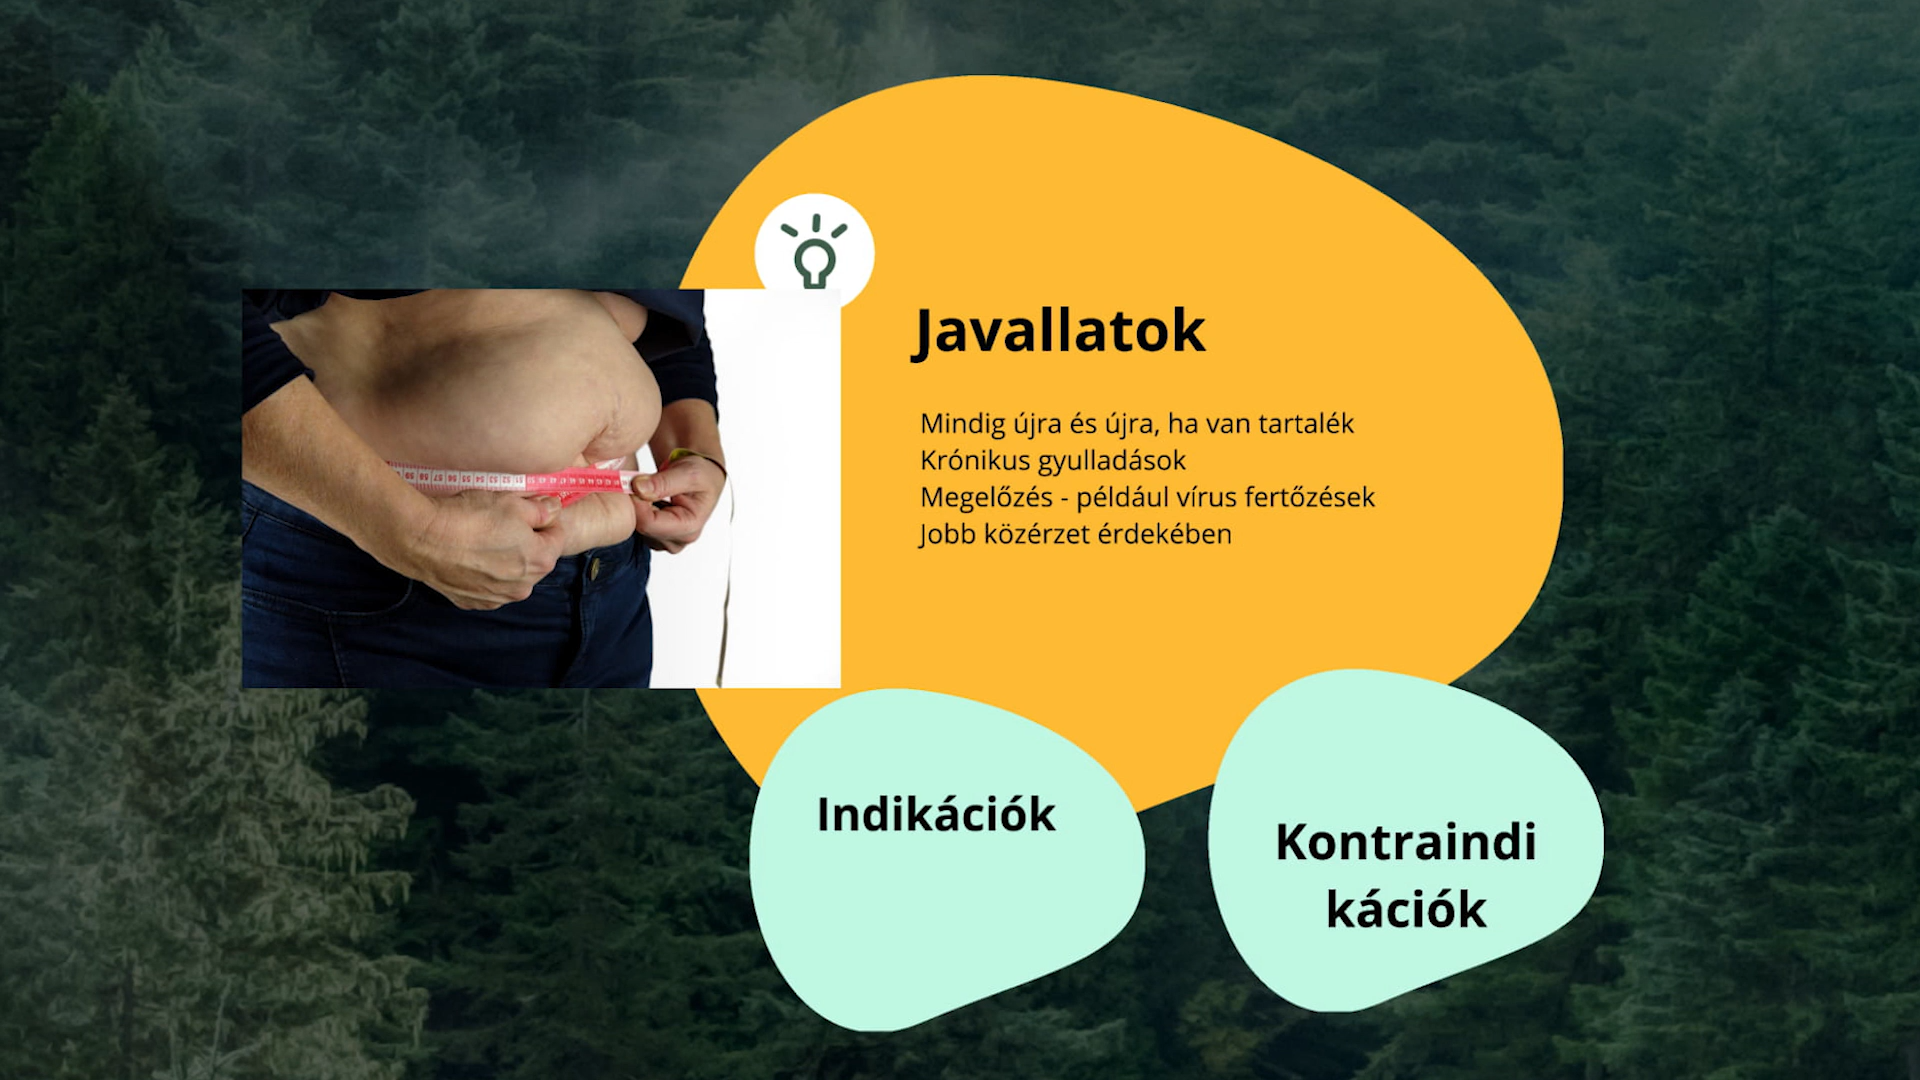 Javallatok
Mindig újra és újra, ha van tartalék
Krónikus gyulladások
Megelőzés - például vírus fertőzések
Jobb közérzet érdekében
Indikációk
Kontraindi
kációk